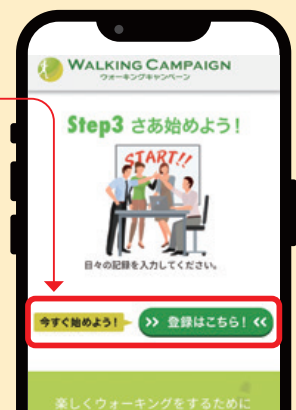 WALKING CAMPAIGN
ウォーキングキャンペーン
Step3 さあ始めよう！
START!!
日々の記録を入力してください。
今すぐ始めよう！
>> 登録はこちら！ <<
楽しくウォーキングをするために